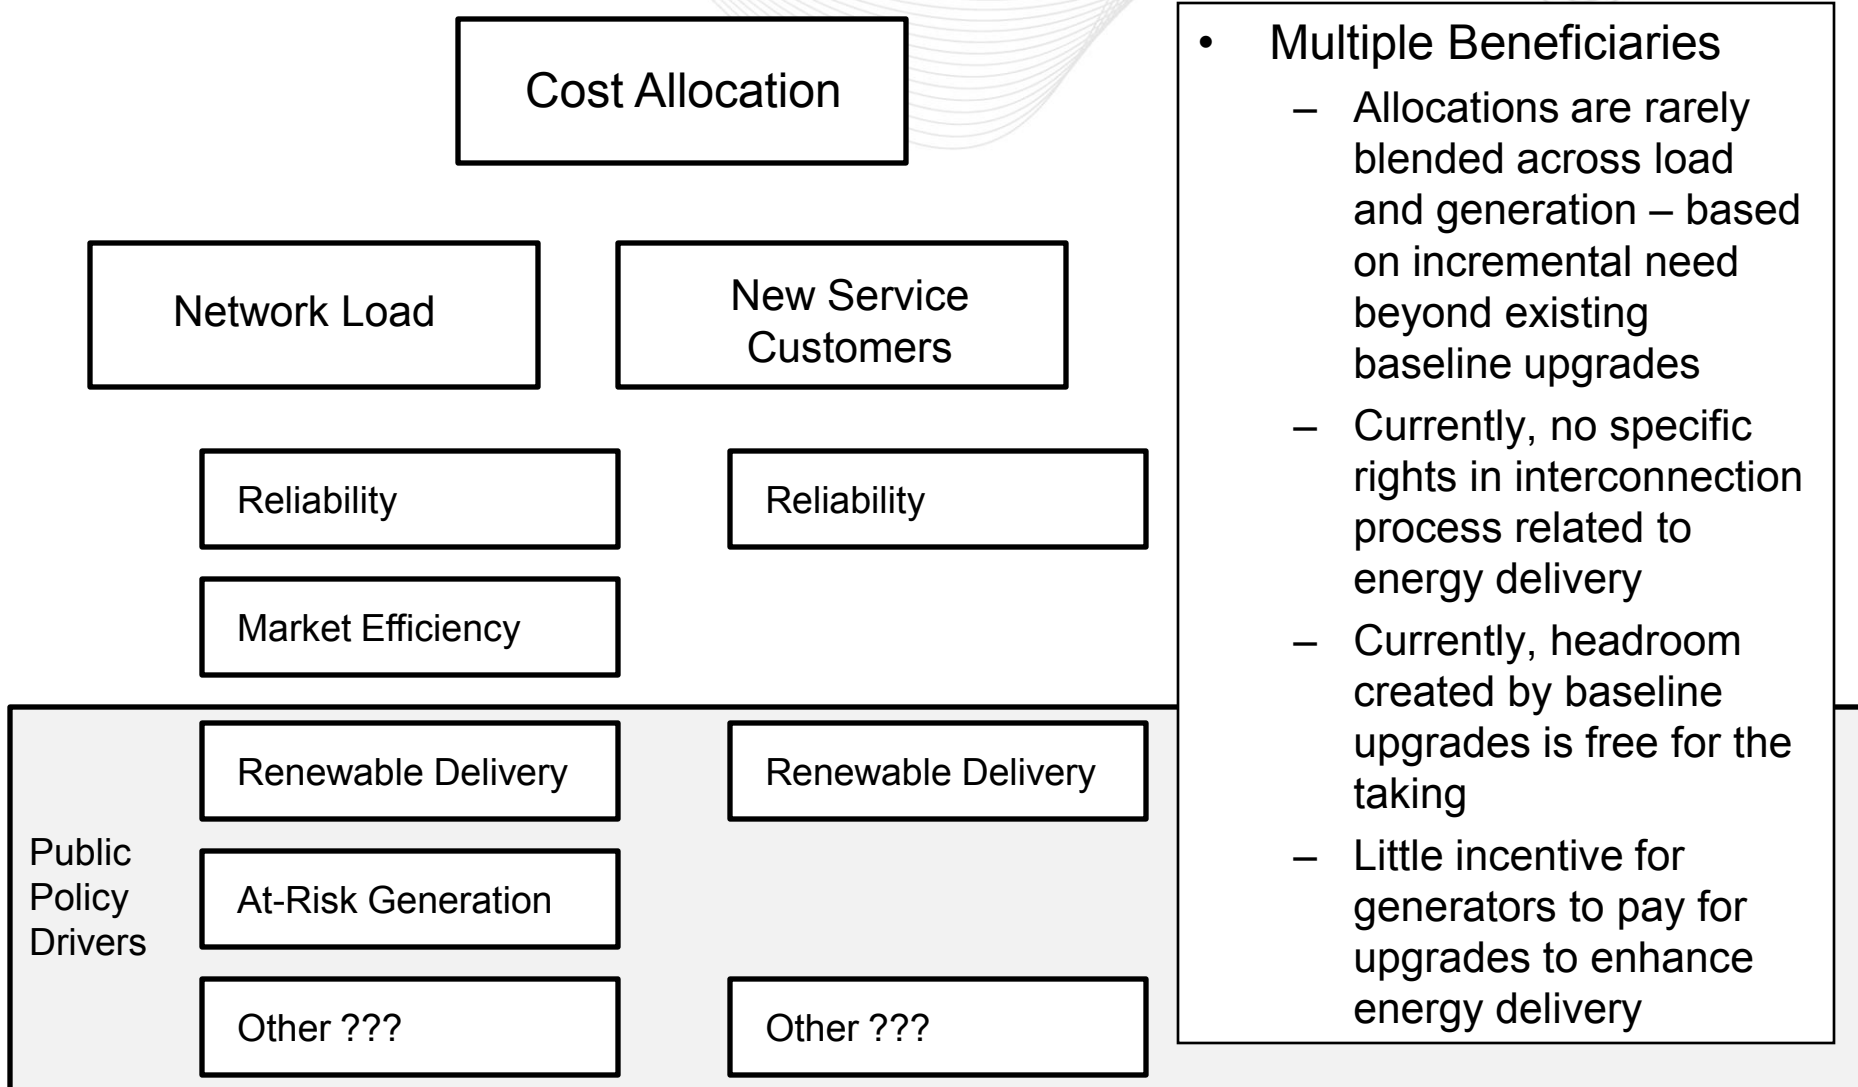 Cost Allocation
Network Load
New Service
Customers
Reliability
Reliability
Market Efficiency
Public
Policy
Drivers
Renewable Delivery
Renewable Delivery
At-Risk Generation
Other ???
Other ???
• Multiple Beneficiaries
– Allocations are rarely
blended across load
and generation – based
on incremental need
beyond existing
baseline upgrades
– Currently, no specific
rights in interconnection
process related to
energy delivery
– Currently, headroom
created by baseline
upgrades is free for the
taking
– Little incentive for
generators to pay for
upgrades to enhance
energy delivery